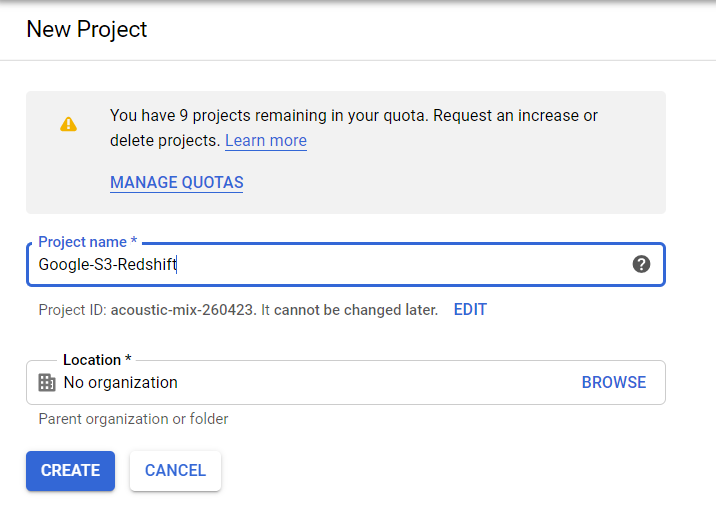 New Project
You have 9 projects remaining in your quota. Request an increase or
delete projects. Learn more
MANAGE QUOTAS
Project name *
Google-S3-Redshift
Project ID: acoustic-mix-260423. It cannot be changed later. EDIT
Location *
No organization BROWSE
Parent organization or folder
CREATE CANCEL